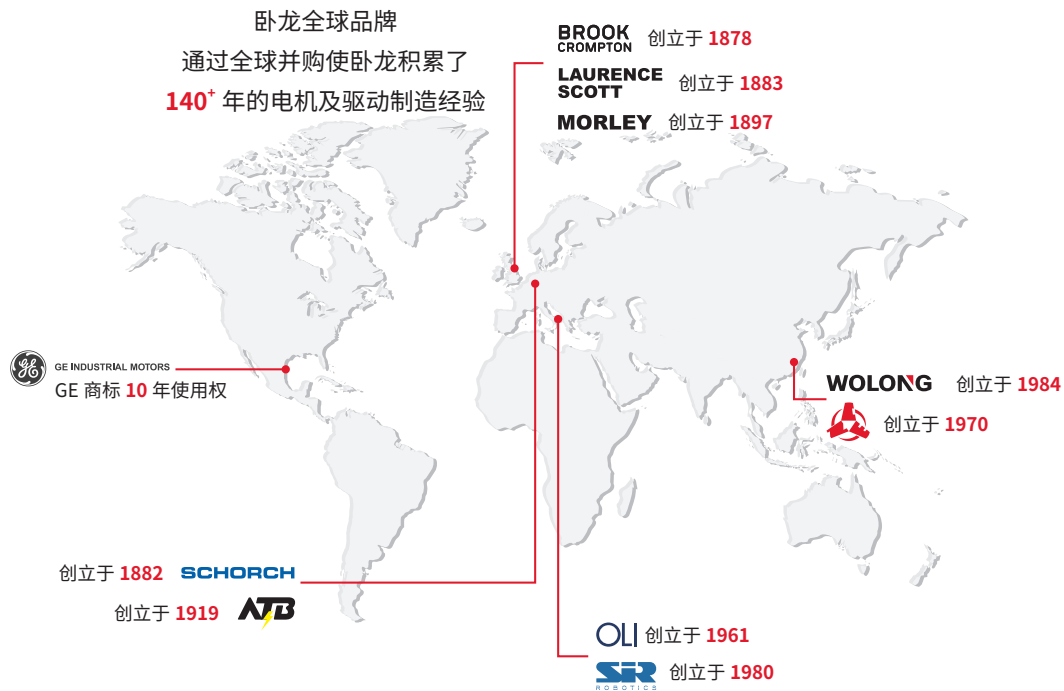 卧龙全球品牌
通过全球并购使卧龙积累了
140+ 年的电机及驱动制造经验
BROOK
CROMPTON
创立于 1878
LAURENCE
SCOTT
创立于 1883
MORLEY 创立于 1897
GE
GE INDUSTRIAL MOTORS
GE 商标 10 年使用权
WOLONG 创立于 1984
创立于 1970
创立于 1882 SCHORCH
创立于 1919 ATB
OLI 创立于 1961
SIR 创立于 1980
ROBOTICS